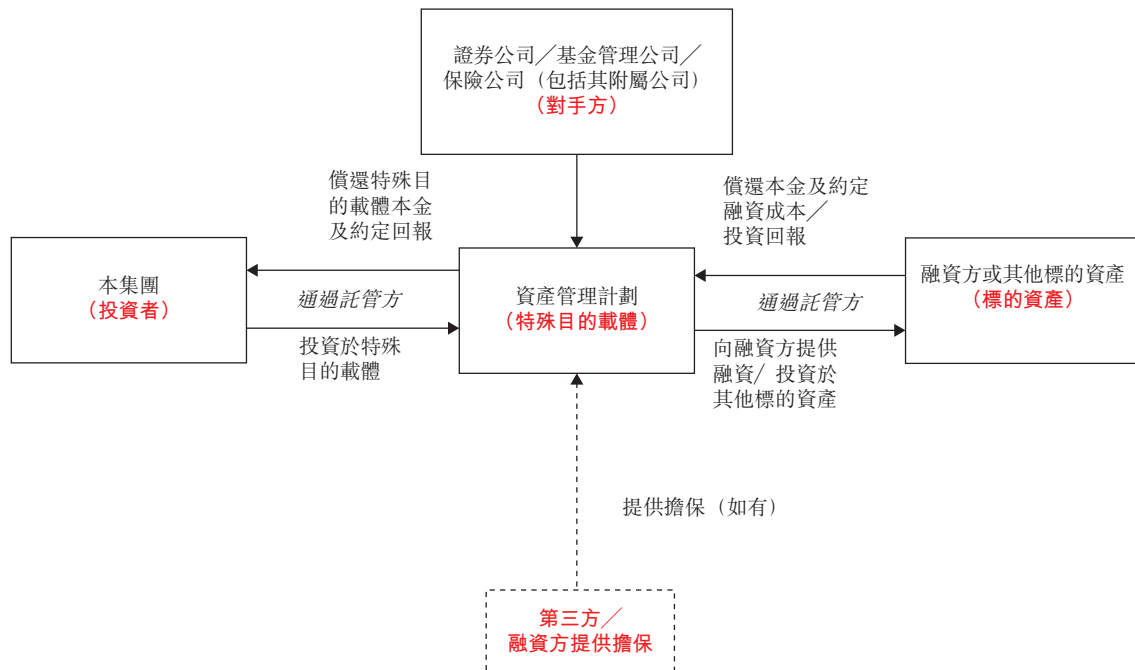 證券公司／基金管理公司／
保險公司（包括其附屬公司）
（對手方）
償還特殊目
的載體本金
及約定回報
償還本金及約定
融資成本／
投資回報
本集團
（投資者）
通過託管方
投資於特殊
目的載體
資產管理計劃
（特殊目的載體）
通過託管方
向融資方提供
融資/ 投資於
其他標的資產
融資方或其他標的資產
（標的資產）
提供擔保（如有）
第三方／
融資方提供擔保